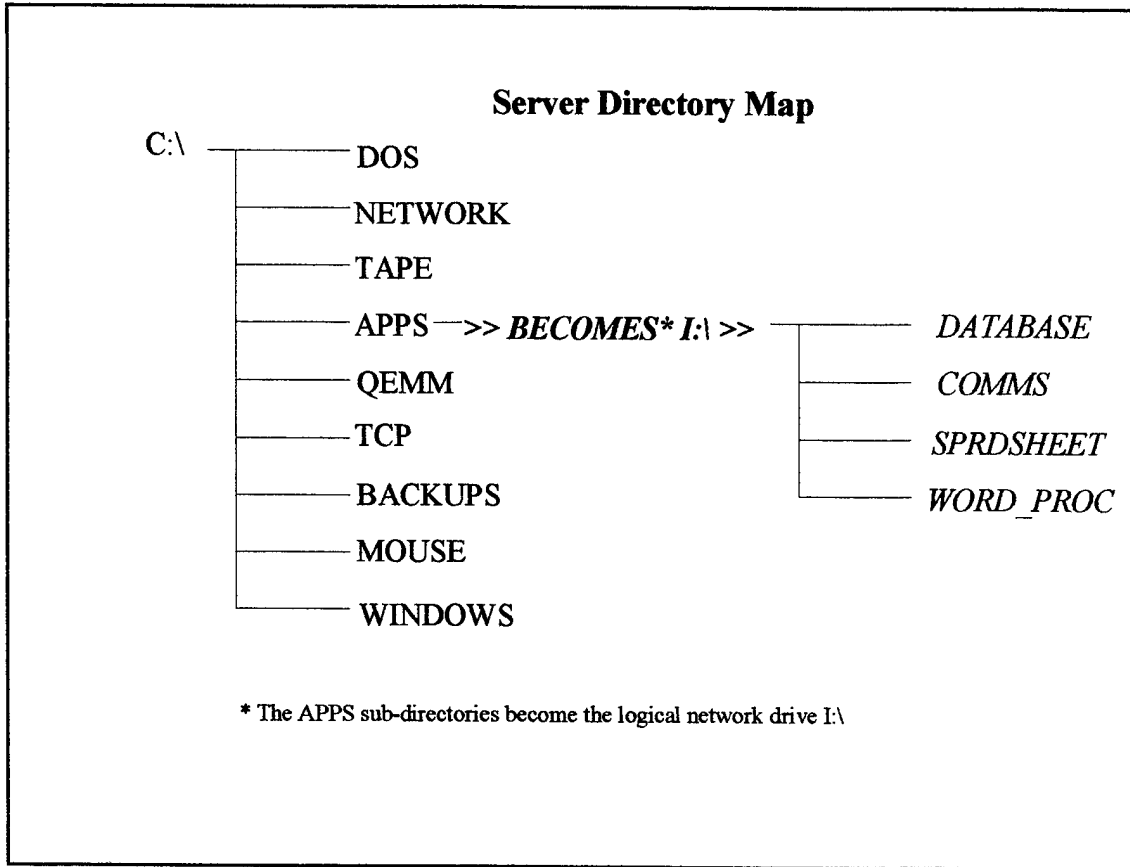 Server Directory Map
C:\
DOS
NETWORK
TAPE
APPS >> BECOMES* I:\ >>
QEMM
TCP
BACKUPS
MOUSE
WINDOWS
DATABASE
COMMS
SPRDSHEET
WORD_PROC
* The APPS sub-directories become the logical network drive I:\